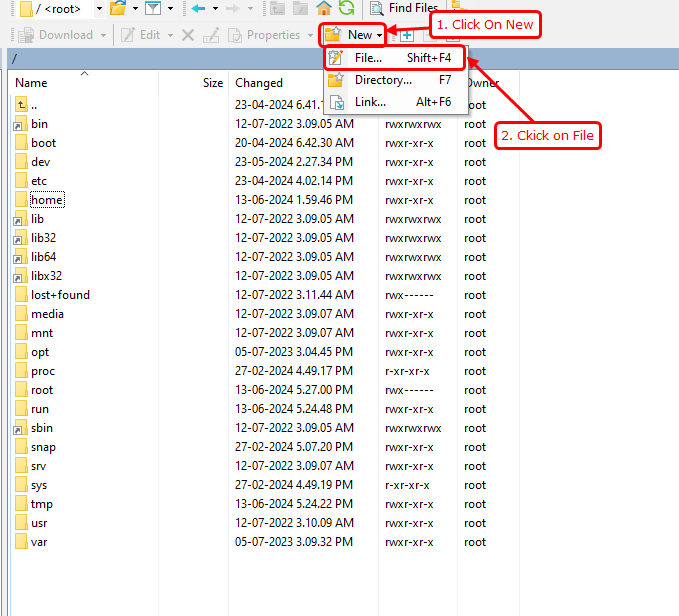 / <root>
Find Files
1. Click On New
Download
Edit
Properties
New
/
File... Shift+F4
Directory... F7
Link... Alt+F6
2. Ckick on File
Name Size Changed Owner
.. 23-04-2024 6.41.1 root
bin 12-07-2022 3.09.05 AM rwxrwxrwx root
boot 20-04-2024 6.42.30 AM rwxr-xr-x root
dev 23-05-2024 2.27.34 PM rwxr-xr-x root
etc 23-04-2024 4.02.14 PM rwxr-xr-x root
home 13-06-2024 1.59.46 PM rwxr-xr-x root
lib 12-07-2022 3.09.05 AM rwxrwxrwx root
lib32 12-07-2022 3.09.05 AM rwxrwxrwx root
lib64 12-07-2022 3.09.05 AM rwxrwxrwx root
libx32 12-07-2022 3.09.05 AM rwxrwxrwx root
lost+found 12-07-2022 3.11.44 AM rwx------ root
media 12-07-2022 3.09.07 AM rwxr-xr-x root
mnt 12-07-2022 3.09.07 AM rwxr-xr-x root
opt 05-07-2023 3.04.45 PM rwxr-xr-x root
proc 27-02-2024 4.49.17 PM r-xr-xr-x root
root 13-06-2024 5.27.00 PM rwx------ root
run 13-06-2024 5.24.48 PM rwxr-xr-x root
sbin 12-07-2022 3.09.05 AM rwxrwxrwx root
snap 27-02-2024 5.07.20 PM rwxr-xr-x root
srv 12-07-2022 3.09.07 AM rwxr-xr-x root
sys 27-02-2024 4.49.19 PM r-xr-xr-x root
tmp 13-06-2024 5.24.22 PM rwxr-xr-x root
usr 12-07-2022 3.10.09 AM rwxr-xr-x root
var 05-07-2023 3.09.32 PM rwxr-xr-x root